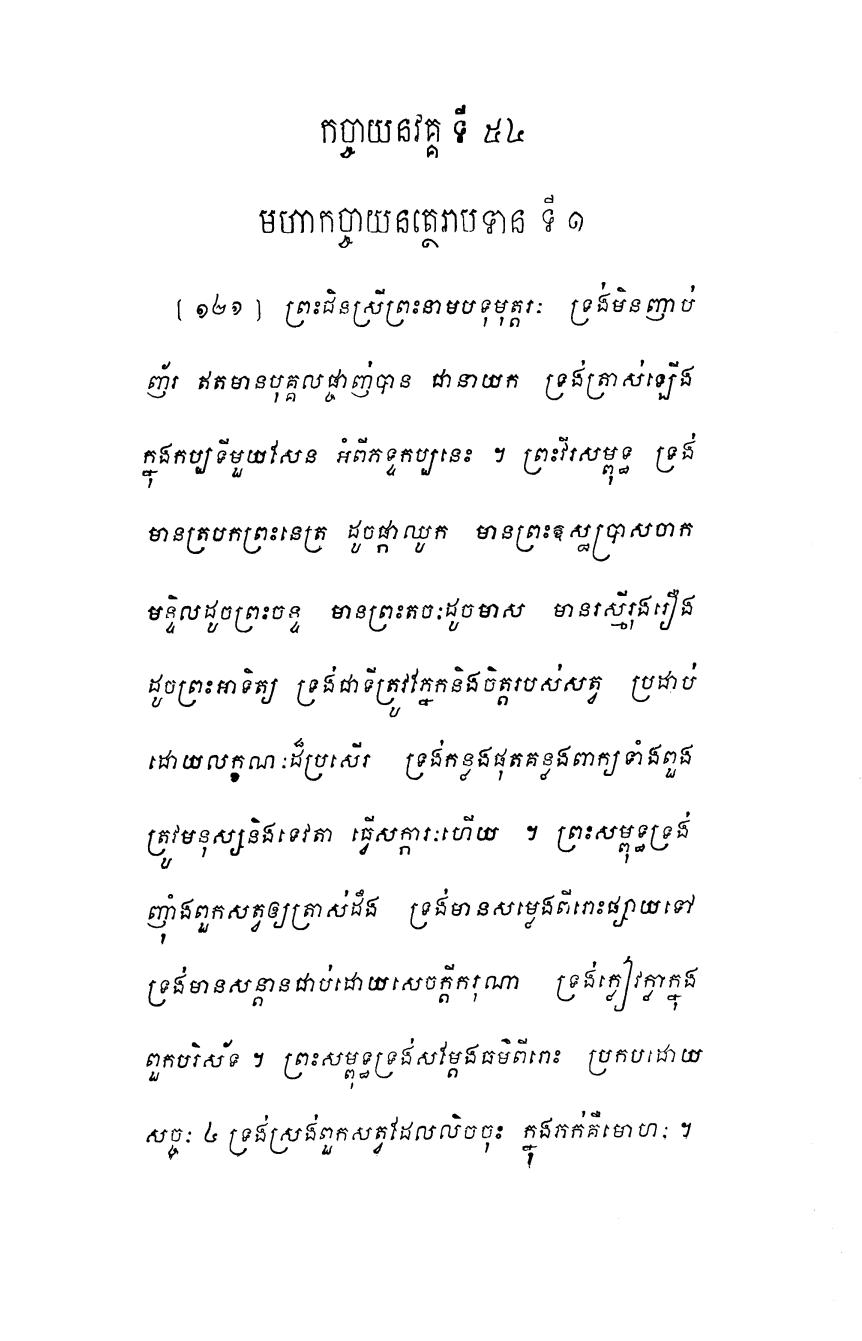 កច្ចាយនវគ្គ ទី ៥៤
មហាកច្ចាយនត្ថេរាបទាន ទី ១
[ ១២១ ] ព្រះជិនស្រីព្រះនាមបទុមុត្តរៈ ទ្រង់មិនញាប់
ញ័រ ឥតមានបុគ្គលផ្ចាញ់បាន ជានាយក ទ្រង់ត្រាស់ឡើង
ក្នុងកប្បទីមួយសែន អំពីភទ្ទកប្បនេះ ។ ព្រះវីរសម្ពុទ្ធ ទ្រង់
មានត្របកព្រះនេត្រ ដូចផ្កាឈូក មានព្រះឱស្ឋប្រាសចាក
មន្ទិលដូចព្រះចន្ទ មានព្រះតចៈដូចមាស មានរស្មីរុងរឿង
ដូចព្រះអាទិត្យ ទ្រង់ជាទីត្រូវភ្នែកនិងចិត្តរបស់សត្វ ប្រដាប់
ដោយលក្ខណៈដ៏ប្រសើរ ទ្រង់កន្លងផុតគន្លងពាក្យទាំងពួង
ត្រូវមនុស្សនិងទេវតា ធ្វើសក្ការៈហើយ ។ ព្រះសម្ពុទ្ធទ្រង់
ញ៉ាំងពួកសត្វឲ្យត្រាស់ដឹង ទ្រង់មានសម្លេងពីរោះផ្សាយទៅ
ទ្រង់មានសន្តានជាប់ដោយសេចក្តីករុណា ទ្រង់ក្លៀវក្លាក្នុង
ពួកបរិស័ទ ។ ព្រះសម្ពុទ្ធទ្រង់សម្តែងធម៌ពីរោះ ប្រកបដោយ
សច្ចៈ ៤ ទ្រង់ស្រង់ពួកសត្វដែលលិចចុះ ក្នុងភក់គឺមោហៈ ។